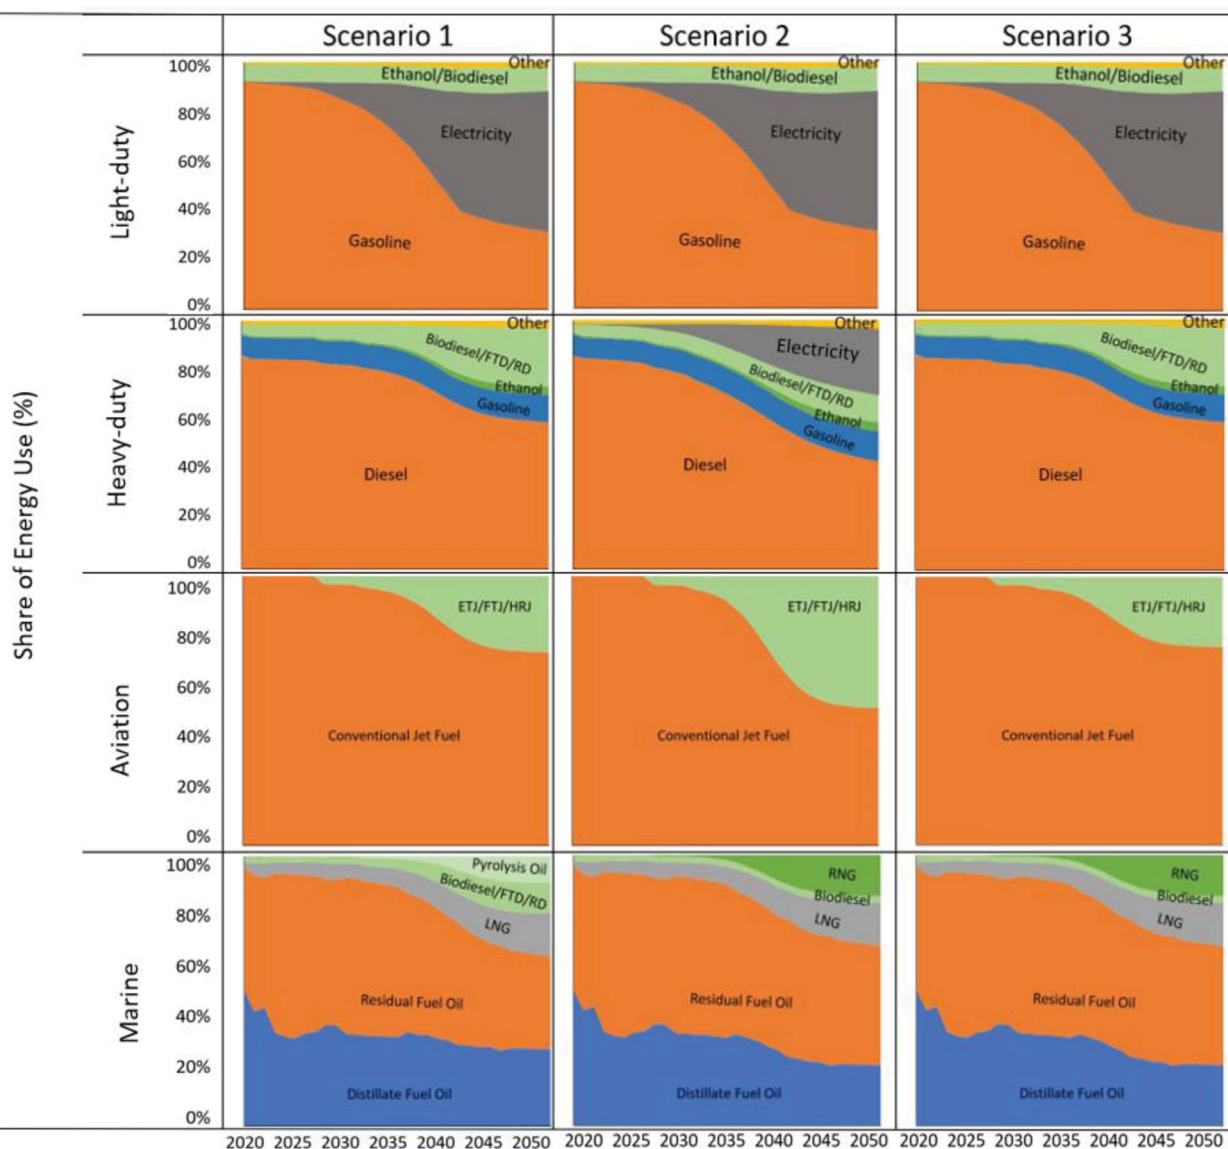 Scenario 1 Scenario 2 Scenario 3
Share of Energy Use (%)
Light-duty
100%
80%
60%
40%
20%
0%
Other
Ethanol/Biodiesel
Electricity
Gasoline
Other
Ethanol/Biodiesel
Electricity
Gasoline
Other
Ethanol/Biodiesel
Electricity
Gasoline
Heavy-duty
100%
80%
60%
40%
20%
0%
Other
Biodiesel/FTD/RD
Ethanol
Gasoline
Diesel
Other
Electricity
Biodiesel/FTD/RD
Ethanol
Gasoline
Diesel
Other
Biodiesel/FTD/RD
Ethanol
Gasoline
Diesel
Aviation
100%
80%
60%
40%
20%
0%
ETJ/FTJ/HRJ
Conventional Jet Fuel
ETJ/FTJ/HRJ
Conventional Jet Fuel
ETJ/FTJ/HRJ
Conventional Jet Fuel
Marine
100%
80%
60%
40%
20%
0%
Pyrolysis Oil
Biodiesel/FTD/RD
LNG
Residual Fuel Oil
Distillate Fuel Oil
RNG
Biodiesel
LNG
Residual Fuel Oil
Distillate Fuel Oil
RNG
Biodiesel
LNG
Residual Fuel Oil
Distillate Fuel Oil
2020 2025 2030 2035 2040 2045 2050 2020 2025 2030 2035 2040 2045 2050 2020 2025 2030 2035 2040 2045 2050